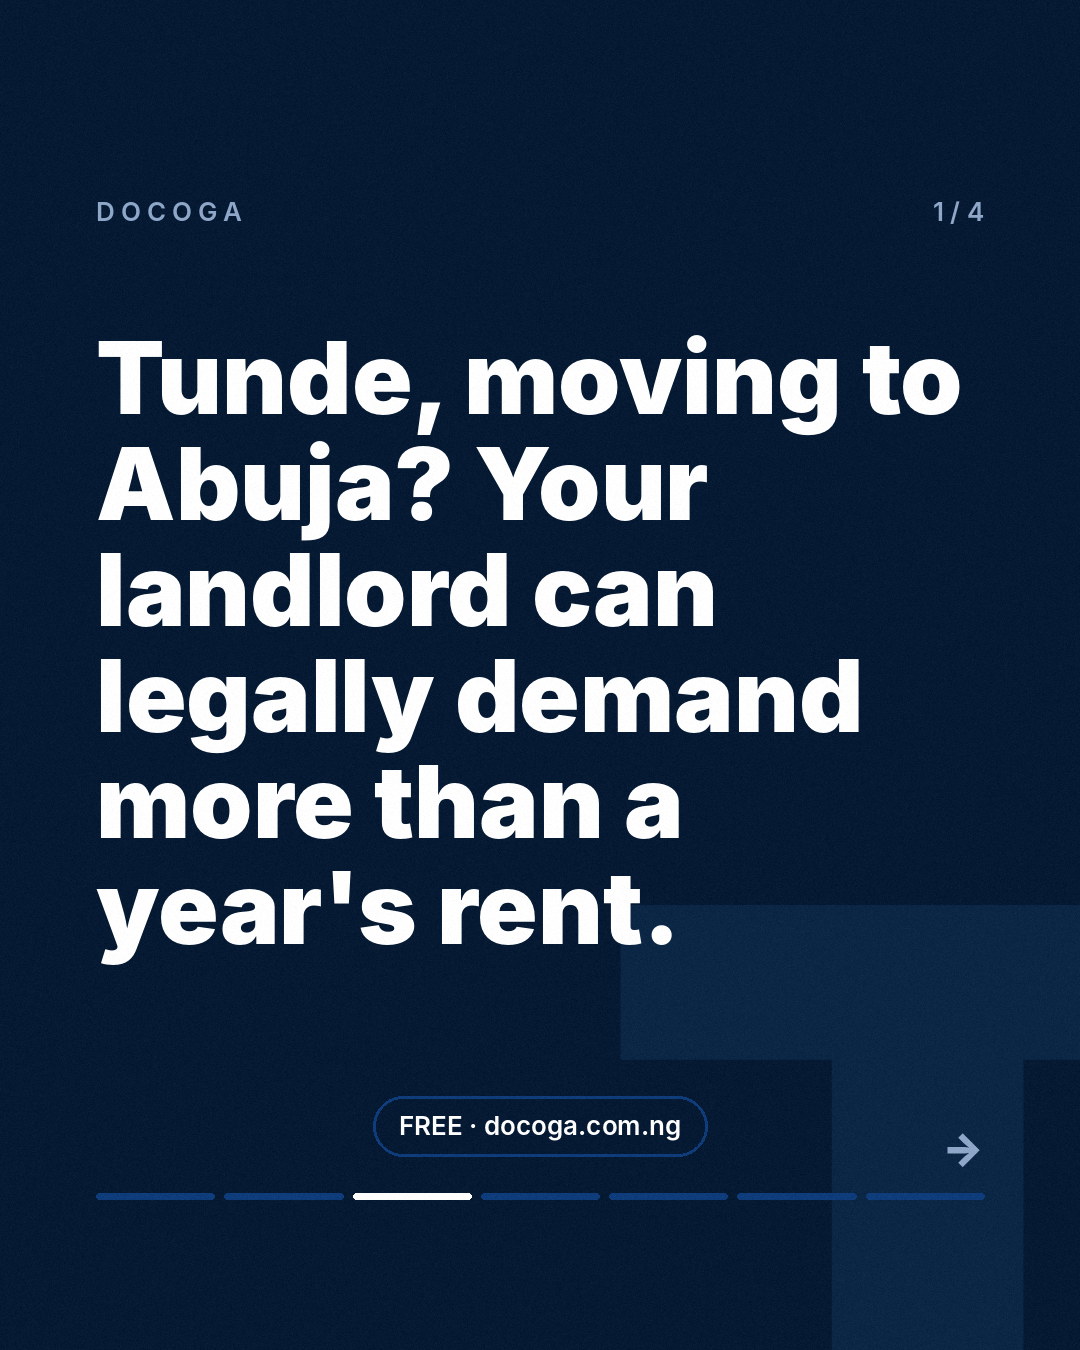 DOCOGA
1/4
Tunde, moving to
Abuja? Your
landlord can
legally demand
more than a
year's rent.
FREE · docoga.com.ng
T